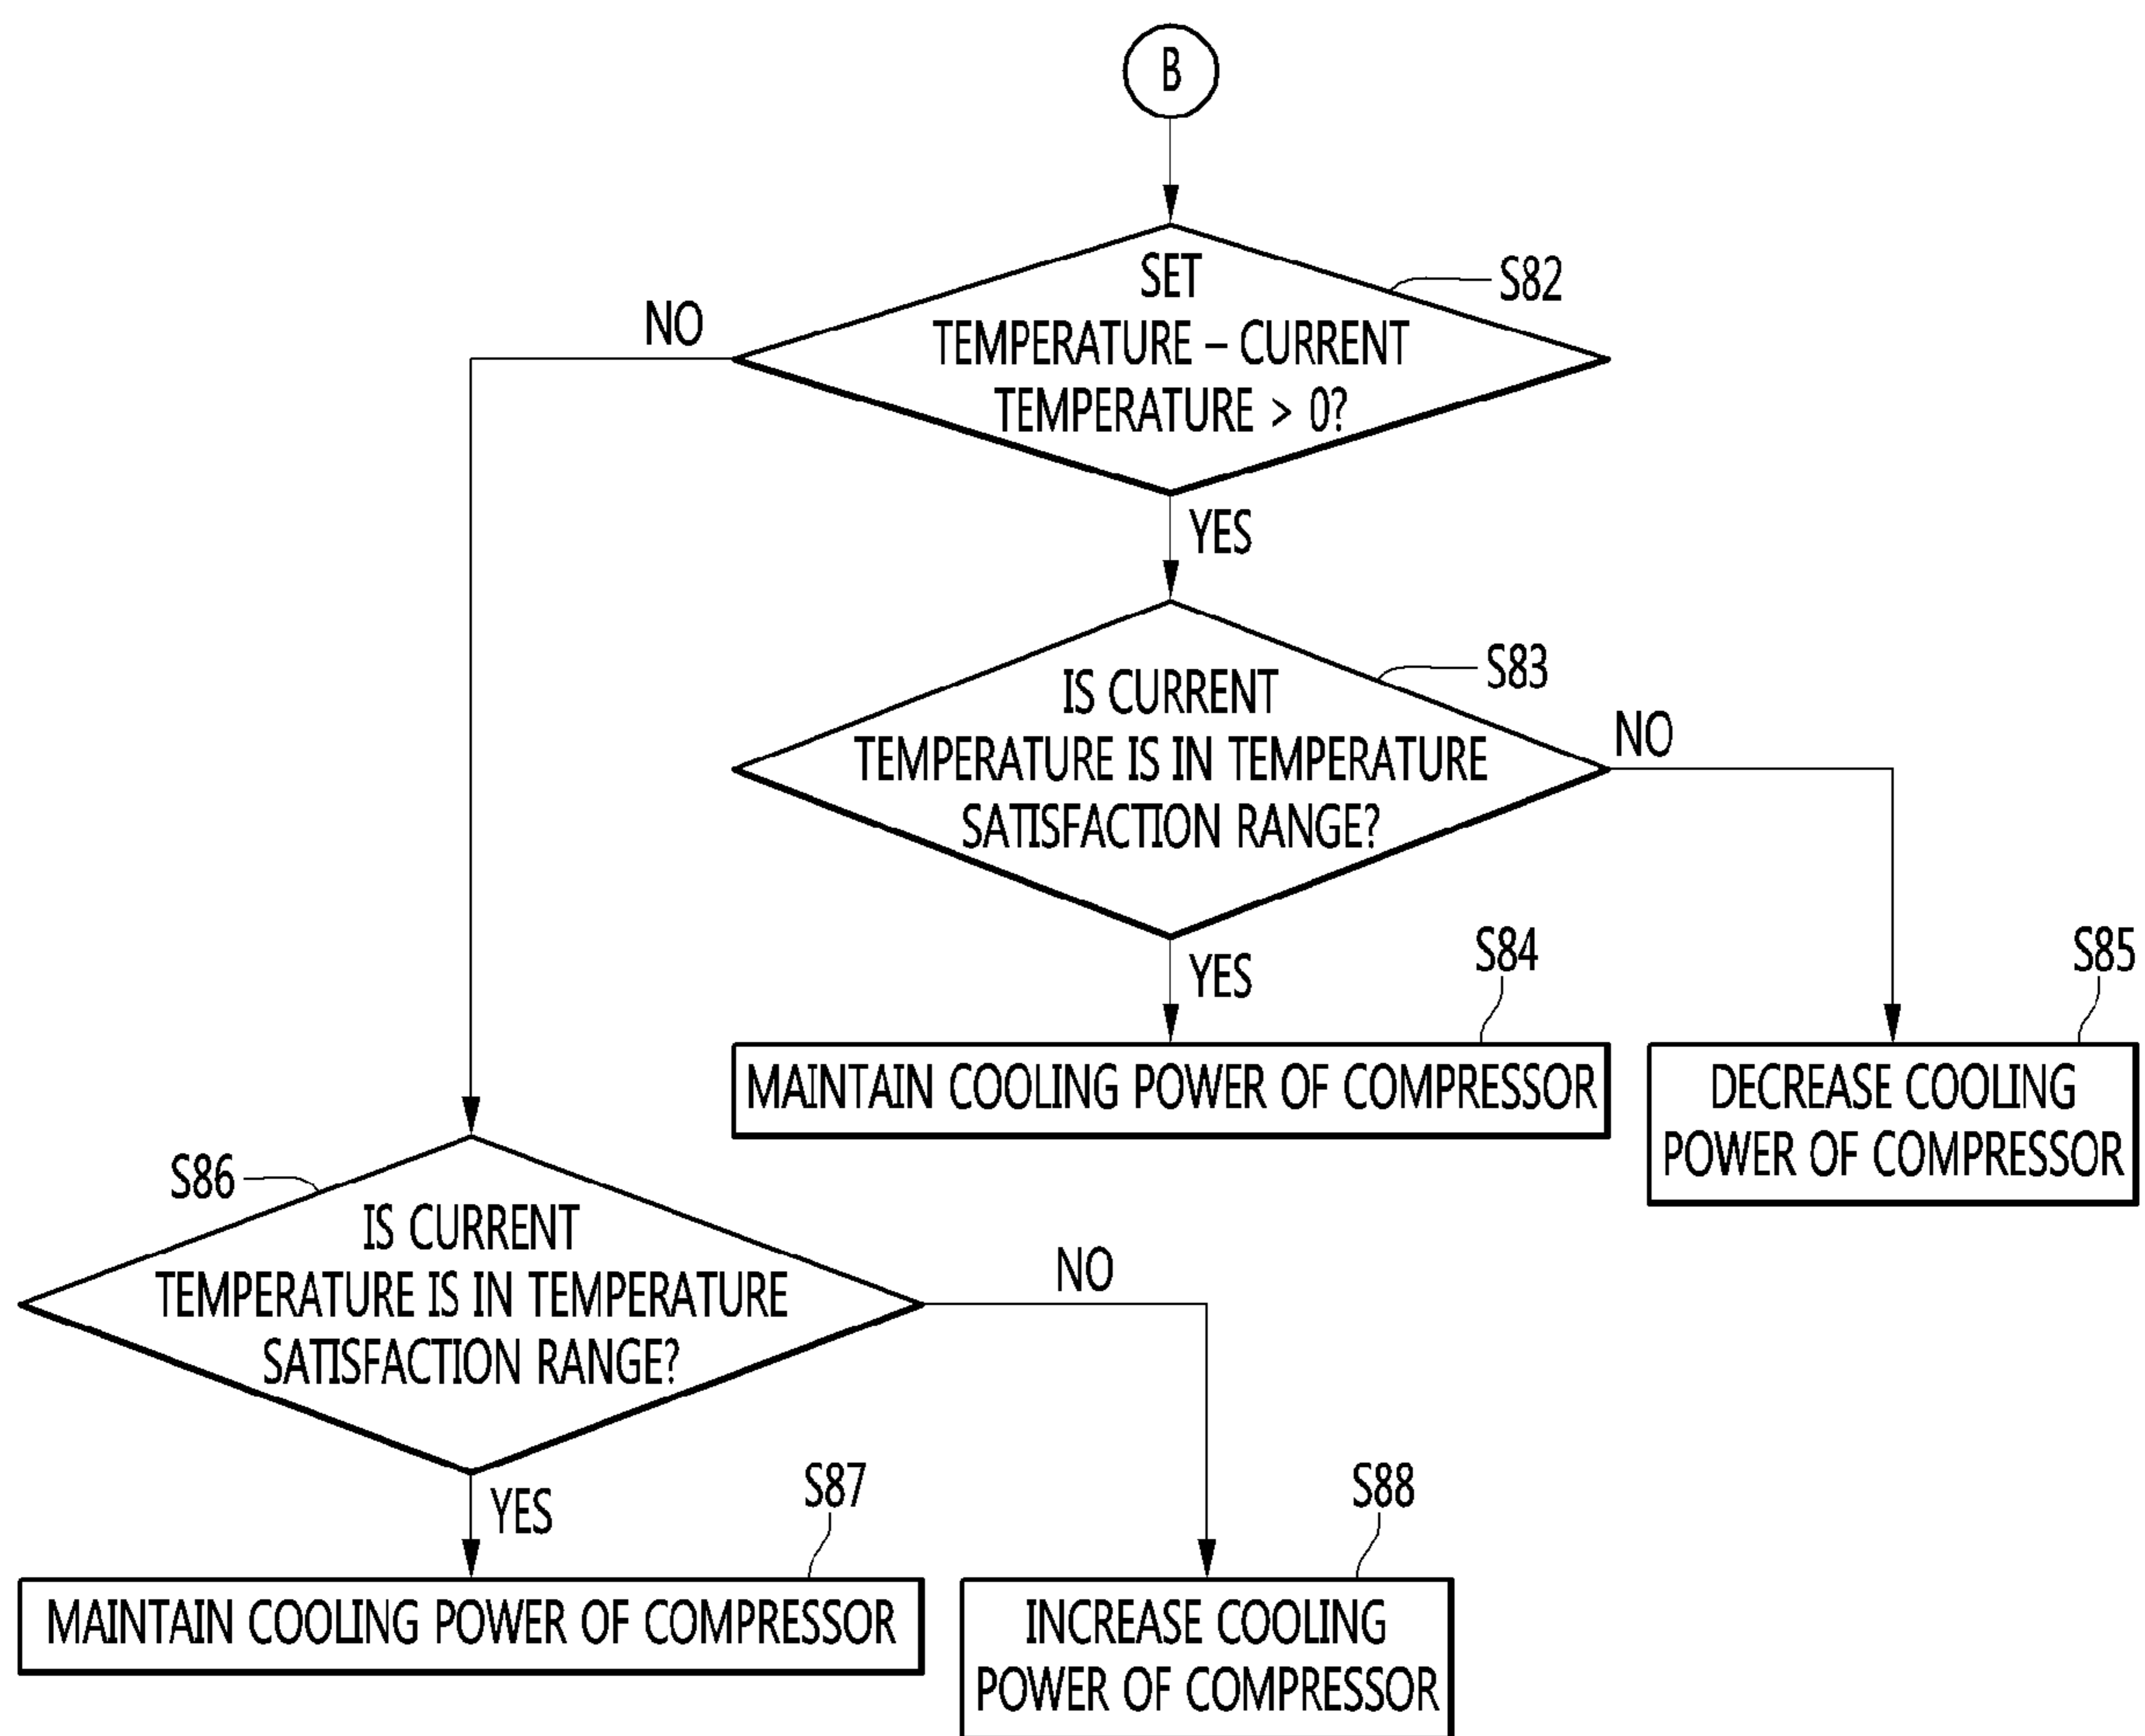 B
SET
TEMPERATURE – CURRENT
TEMPERATURE > 0?
S82
NO
YES
IS CURRENT
TEMPERATURE IS IN TEMPERATURE
SATISFACTION RANGE?
S83
NO
YES
S84
MAINTAIN COOLING POWER OF COMPRESSOR
S85
DECREASE COOLING
POWER OF COMPRESSOR
S86
IS CURRENT
TEMPERATURE IS IN TEMPERATURE
SATISFACTION RANGE?
NO
YES
S87
MAINTAIN COOLING POWER OF COMPRESSOR
S88
INCREASE COOLING
POWER OF COMPRESSOR